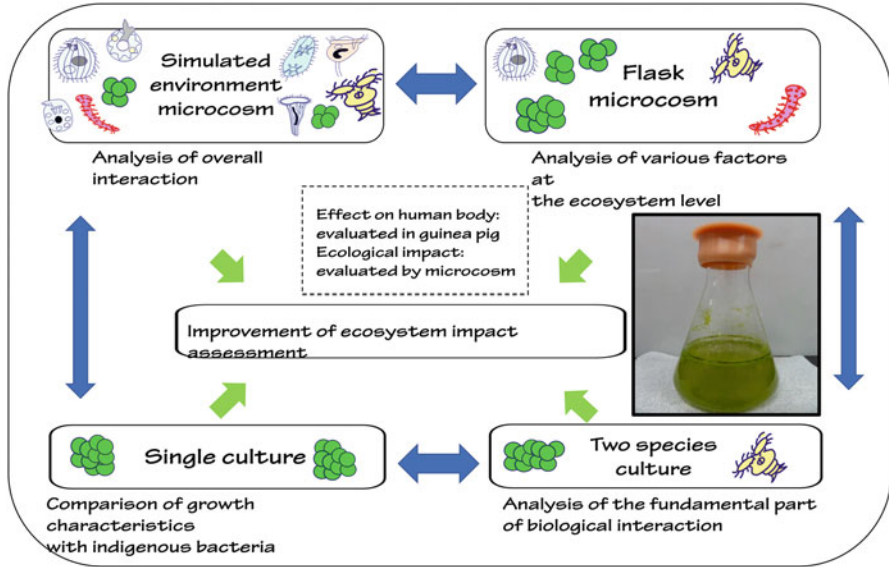 Simulated
environment
microcosm
Flask
microcosm
Analysis of overall
interaction
Analysis of various factors
at
the ecosystem level
Effect on human body:
evaluated in guinea pig
Ecological impact:
evaluated by microcosm
Improvement of ecosystem impact
assessment
Single culture
Two species
culture
Comparison of growth
characteristics
with indigenous bacteria
Analysis of the fundamental part
of biological interaction